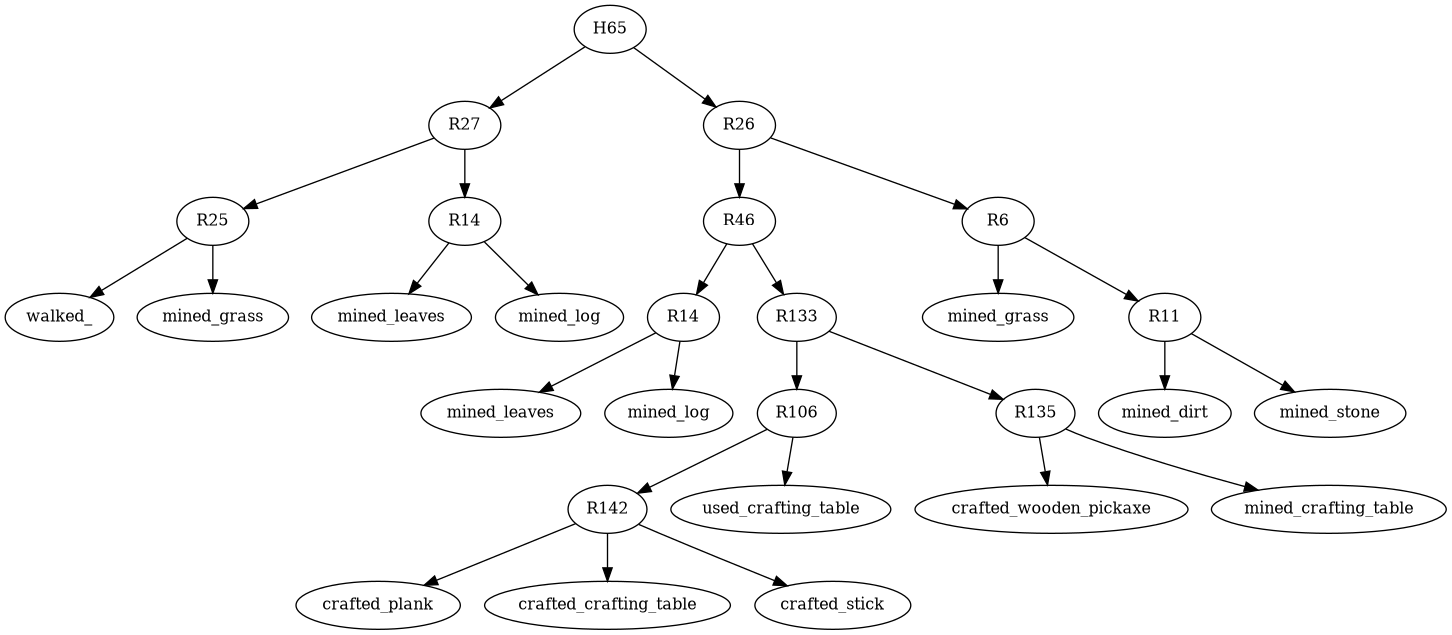 H65
R27
R26
R25
R14
R46
R6
walked_
mined_grass
mined_leaves
mined_log
R14
R133
mined_grass
R11
mined_leaves
mined_log
R106
R135
mined_dirt
mined_stone
R142
used_crafting_table
crafted_wooden_pickaxe
mined_crafting_table
crafted_plank
crafted_crafting_table
crafted_stick